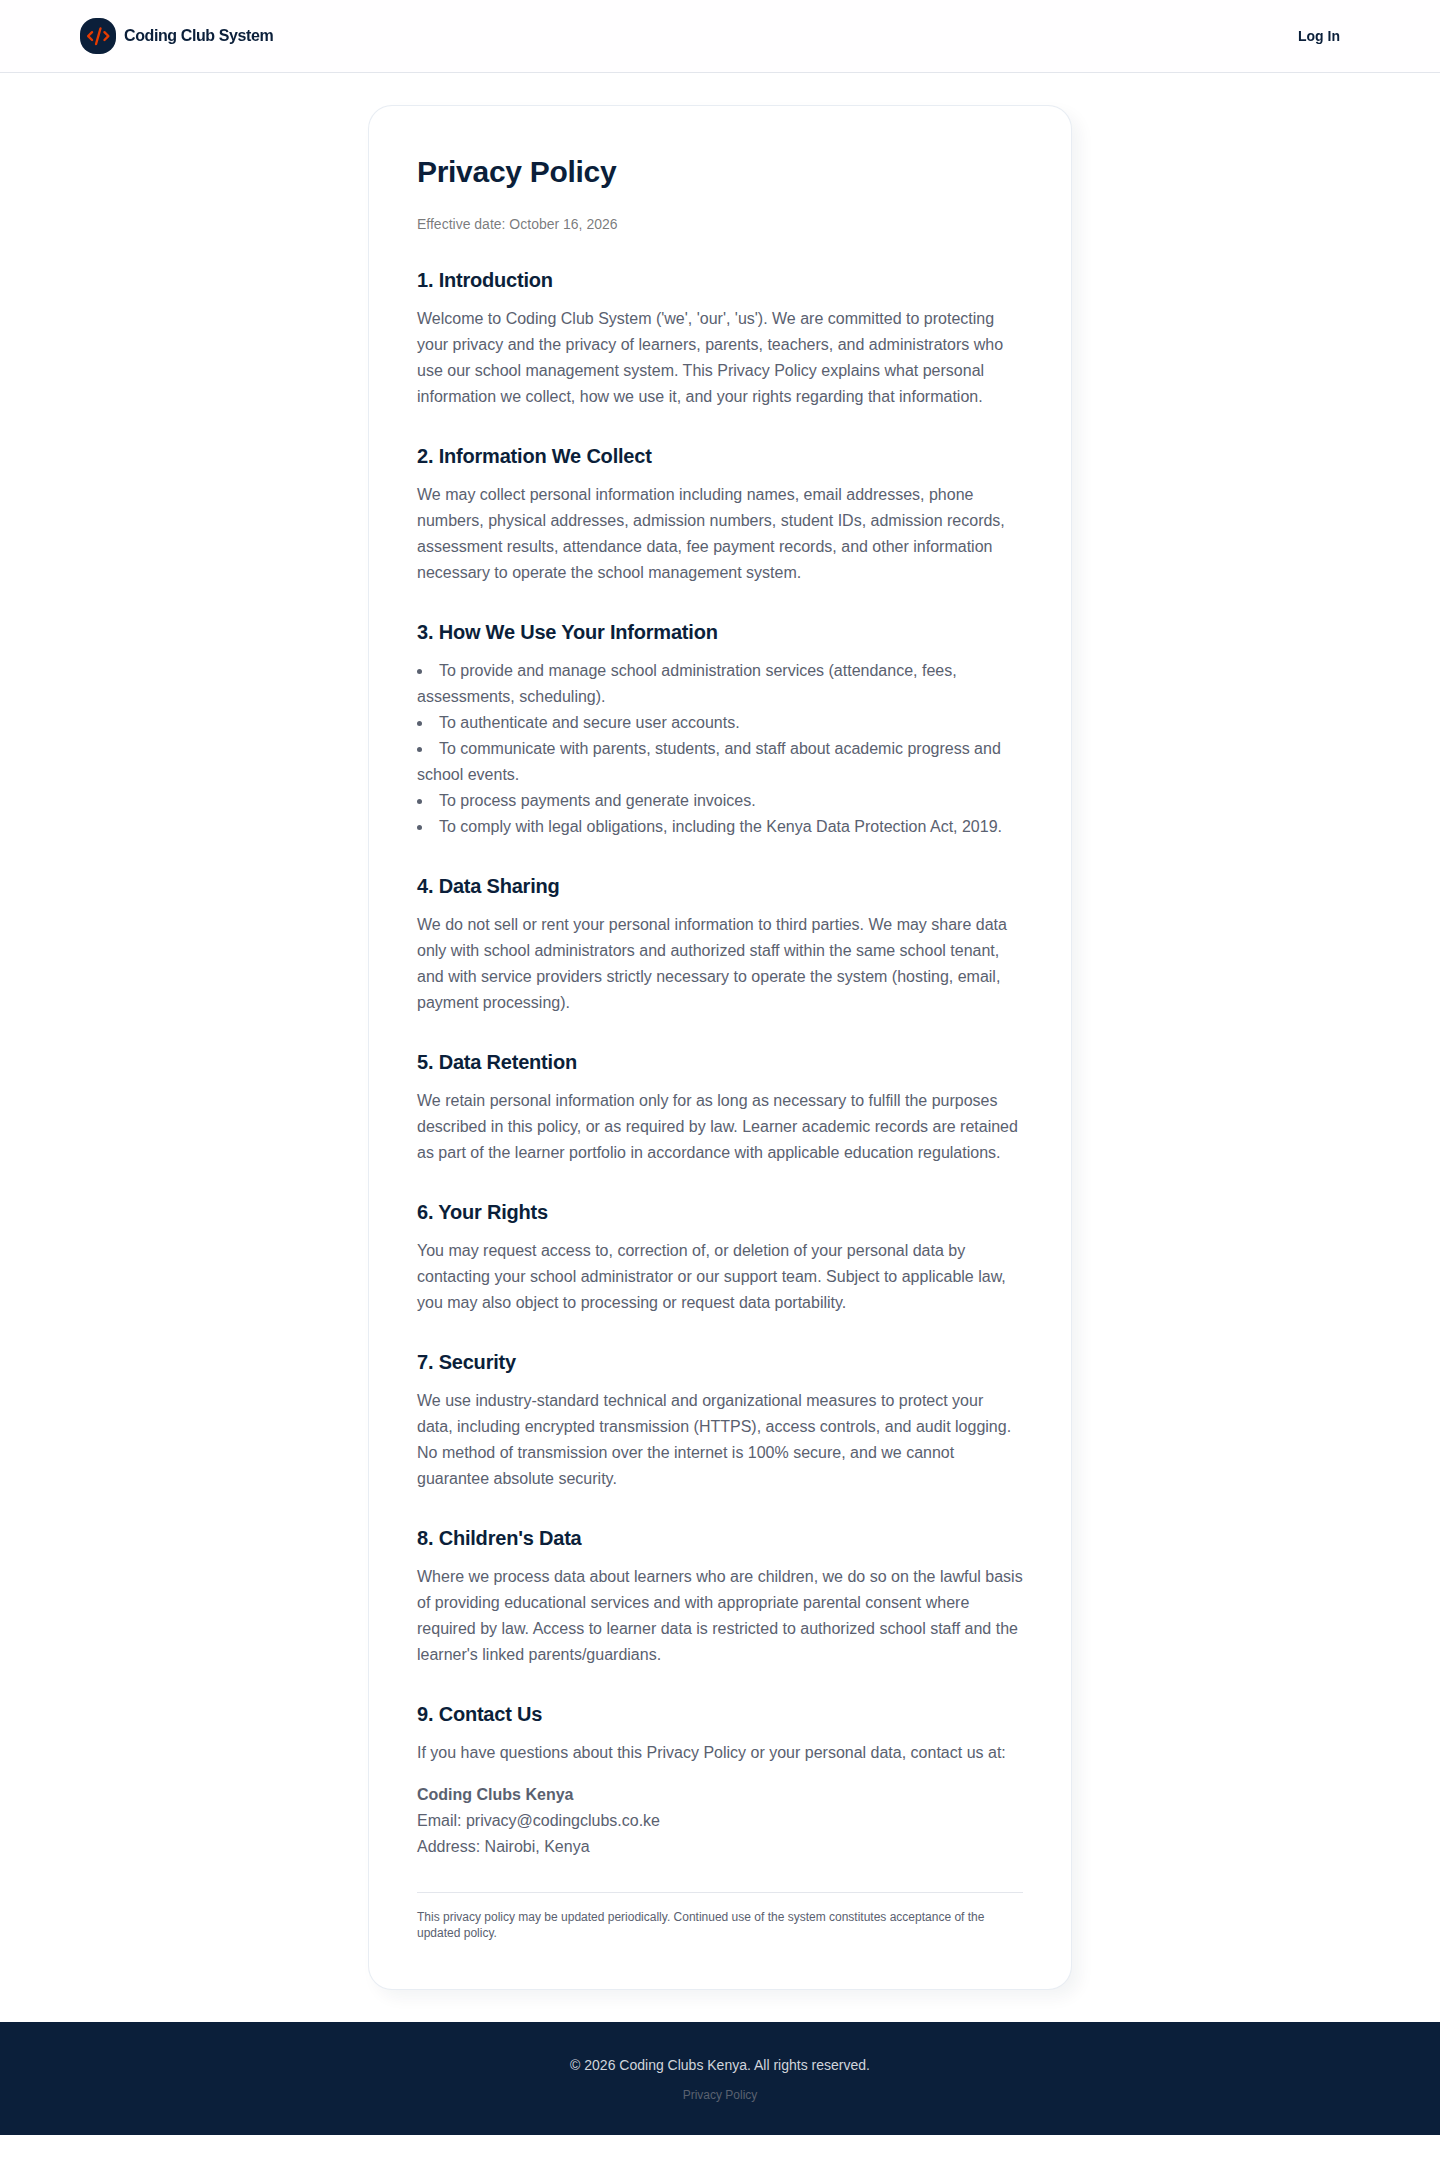 Coding Club System
Log In
Privacy Policy
Effective date: October 16, 2026
1. Introduction
Welcome to Coding Club System ('we', 'our', 'us'). We are committed to protecting
your privacy and the privacy of learners, parents, teachers, and administrators who
use our school management system. This Privacy Policy explains what personal
information we collect, how we use it, and your rights regarding that information.
2. Information We Collect
We may collect personal information including names, email addresses, phone
numbers, physical addresses, admission numbers, student IDs, admission records,
assessment results, attendance data, fee payment records, and other information
necessary to operate the school management system.
3. How We Use Your Information
• To provide and manage school administration services (attendance, fees,
assessments, scheduling).
• To authenticate and secure user accounts.
• To communicate with parents, students, and staff about academic progress and
school events.
• To process payments and generate invoices.
• To comply with legal obligations, including the Kenya Data Protection Act, 2019.
4. Data Sharing
We do not sell or rent your personal information to third parties. We may share data
only with school administrators and authorized staff within the same school tenant,
and with service providers strictly necessary to operate the system (hosting, email,
payment processing).
5. Data Retention
We retain personal information only for as long as necessary to fulfill the purposes
described in this policy, or as required by law. Learner academic records are retained
as part of the learner portfolio in accordance with applicable education regulations.
6. Your Rights
You may request access to, correction of, or deletion of your personal data by
contacting your school administrator or our support team. Subject to applicable law,
you may also object to processing or request data portability.
7. Security
We use industry-standard technical and organizational measures to protect your
data, including encrypted transmission (HTTPS), access controls, and audit logging.
No method of transmission over the internet is 100% secure, and we cannot
guarantee absolute security.
8. Children's Data
Where we process data about learners who are children, we do so on the lawful basis
of providing educational services and with appropriate parental consent where
required by law. Access to learner data is restricted to authorized school staff and the
learner's linked parents/guardians.
9. Contact Us
If you have questions about this Privacy Policy or your personal data, contact us at:
Coding Clubs Kenya
Email: privacy@codingclubs.co.ke
Address: Nairobi, Kenya
This privacy policy may be updated periodically. Continued use of the system constitutes acceptance of the
updated policy.
© 2026 Coding Clubs Kenya. All rights reserved.
Privacy Policy